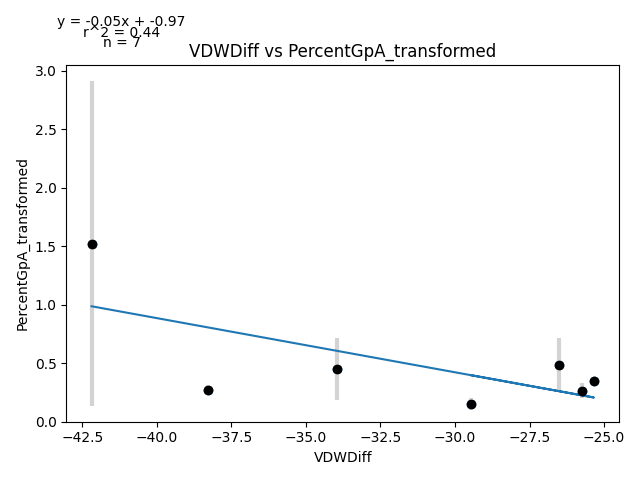 y = -0.05x + -0.97
r^2 = 0.44
n = 7
VDWDiff vs PercentGpA_transformed
3.0
2.5
2.0
1.5
1.0
0.5
0.0
PercentGpA_transformed
−42.5 −40.0 −37.5 −35.0 −32.5 −30.0 −27.5 −25.0
VDWDiff